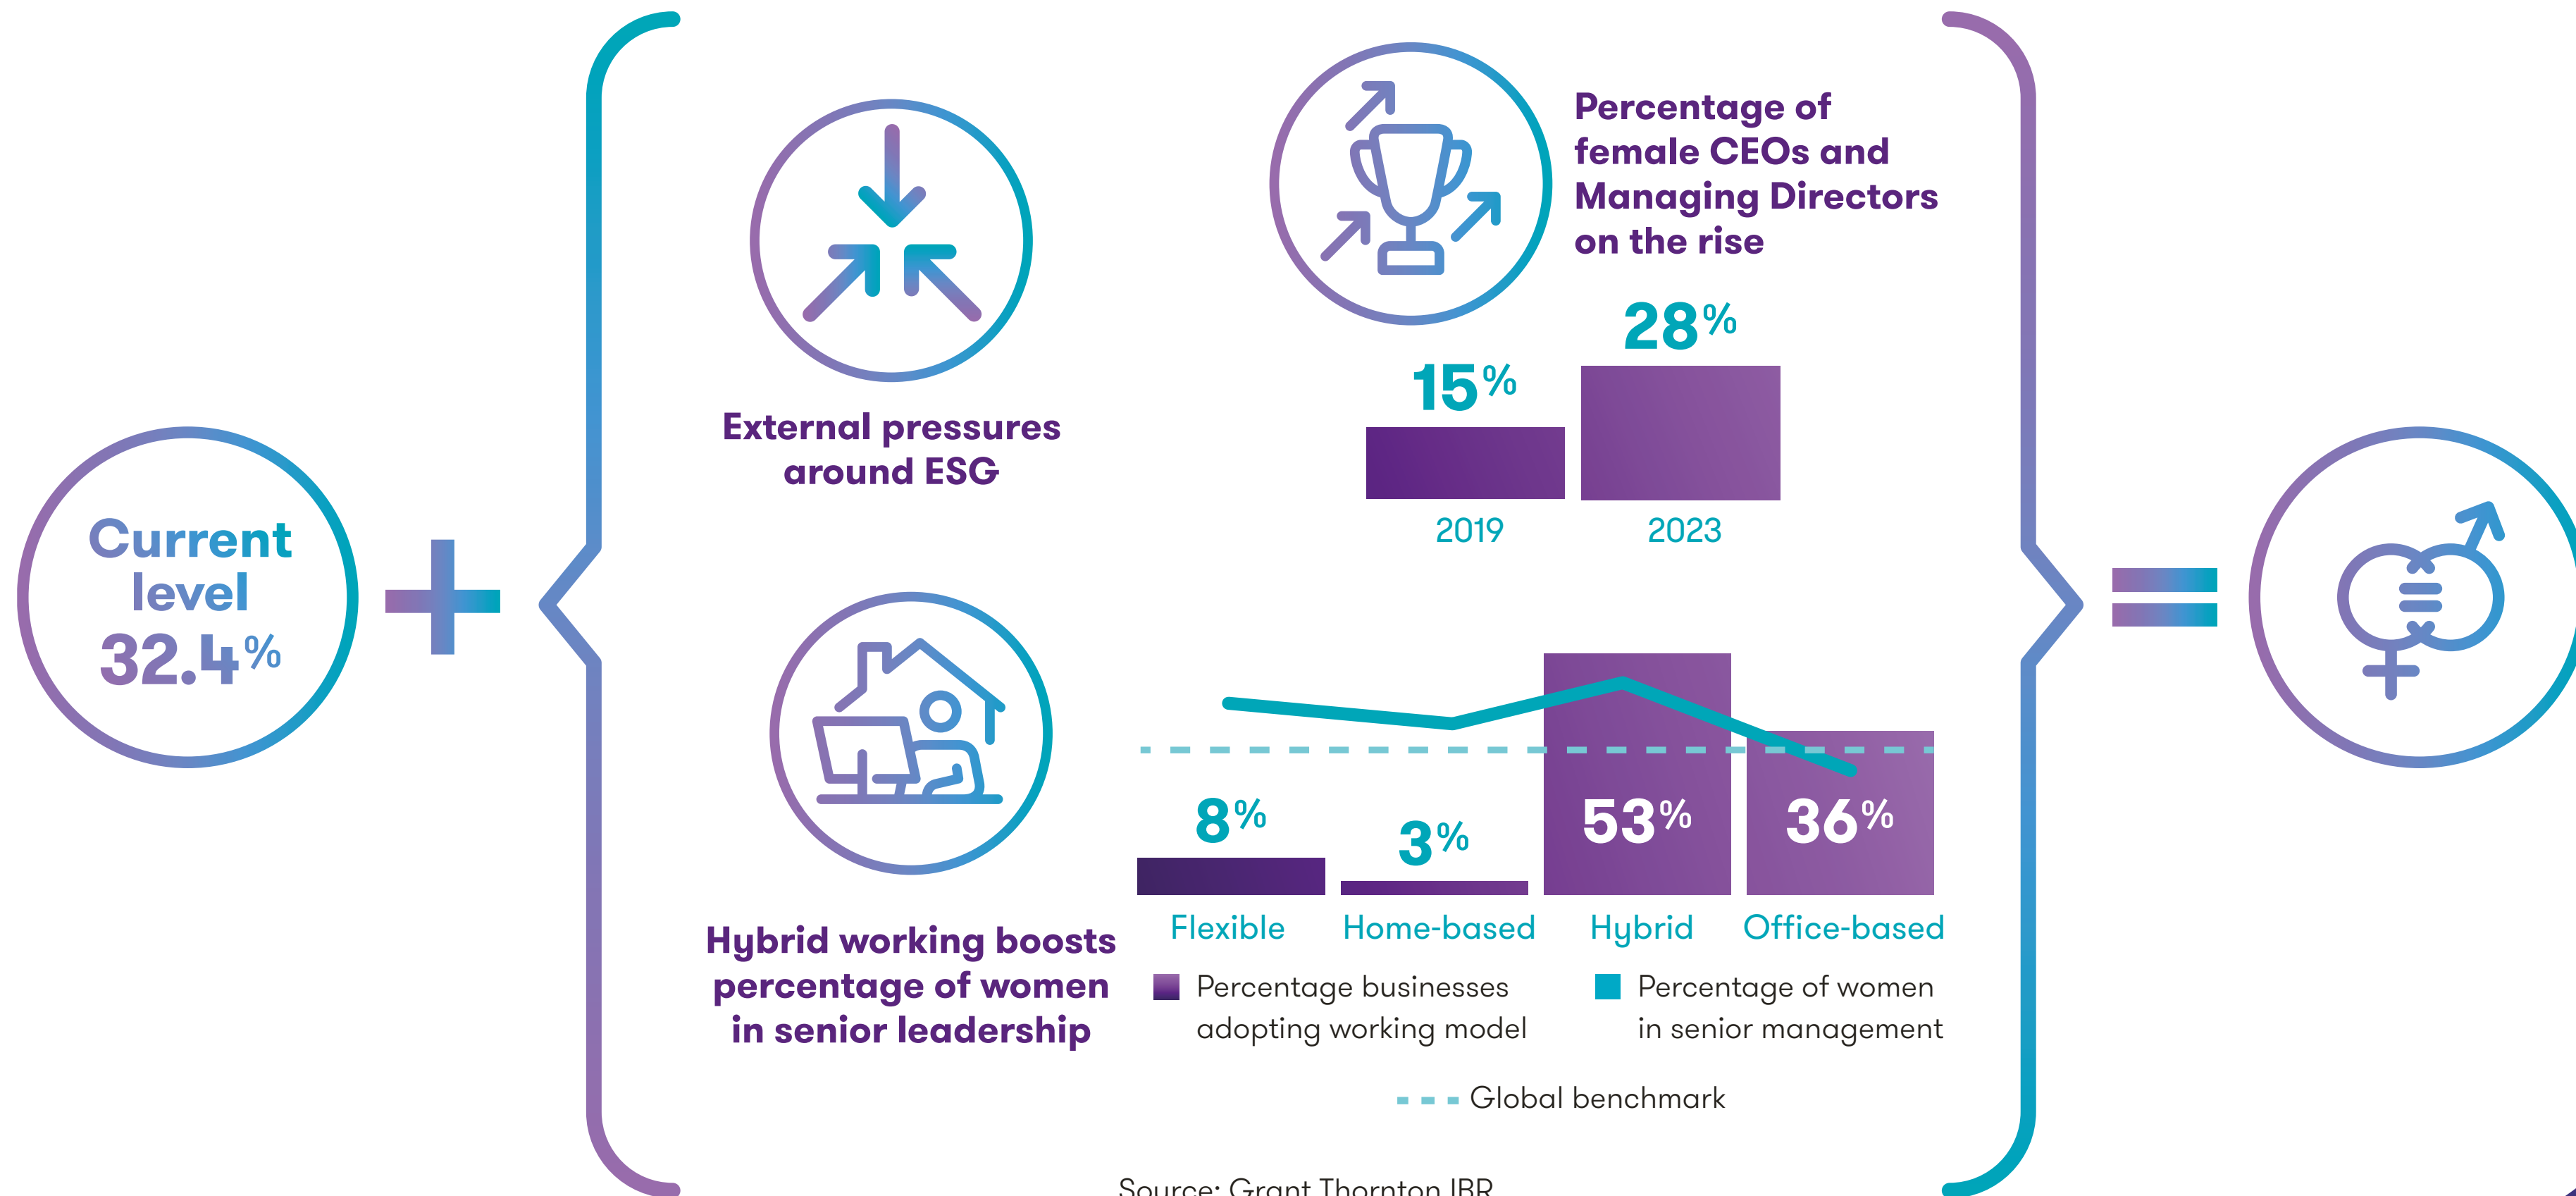 Current
level
32.4%
External pressures
around ESG
Percentage of
female CEOs and
Managing Directors
on the rise
15%
28%
2019
2023
Hybrid working boosts
percentage of women
in senior leadership
8%
3%
53%
36%
Flexible
Home-based
Hybrid
Office-based
Percentage businesses
adopting working model
Percentage of women
in senior management
Global benchmark
Source: Grant Thornton IBR